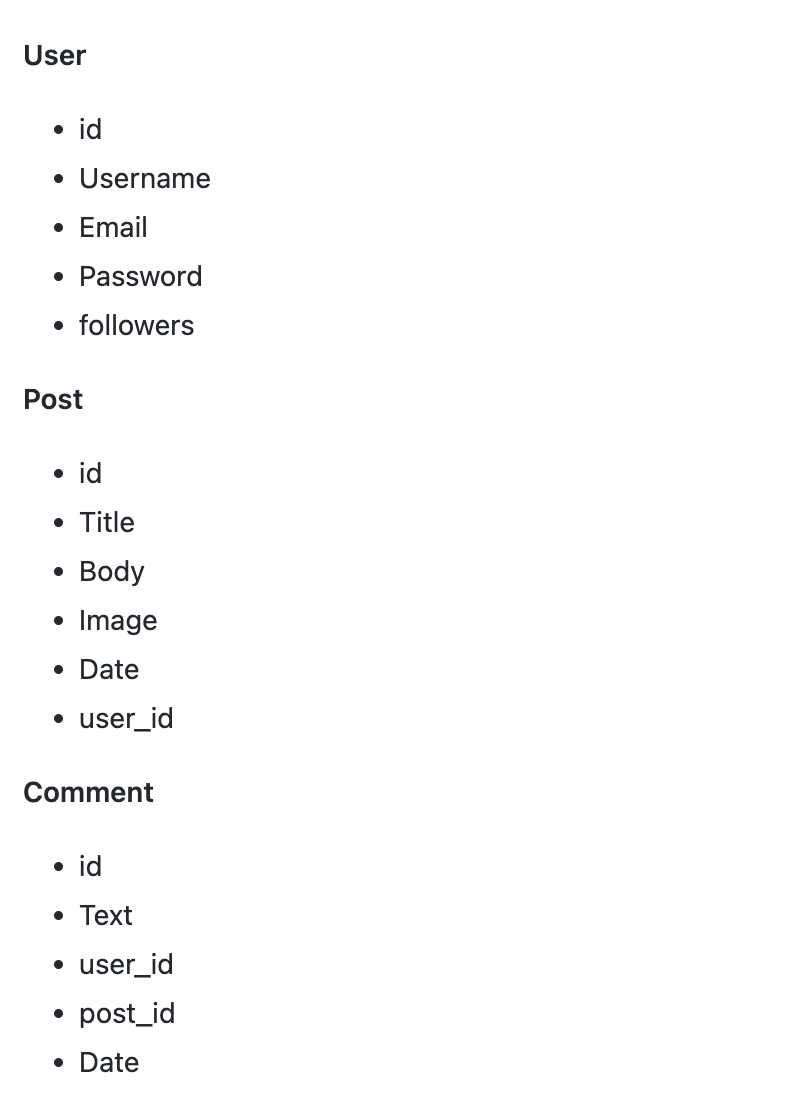 User
id
Username
Email
Password
followers
Post
id
Title
Body
Image
Date
user_id
Comment
id
Text
user_id
post_id
Date